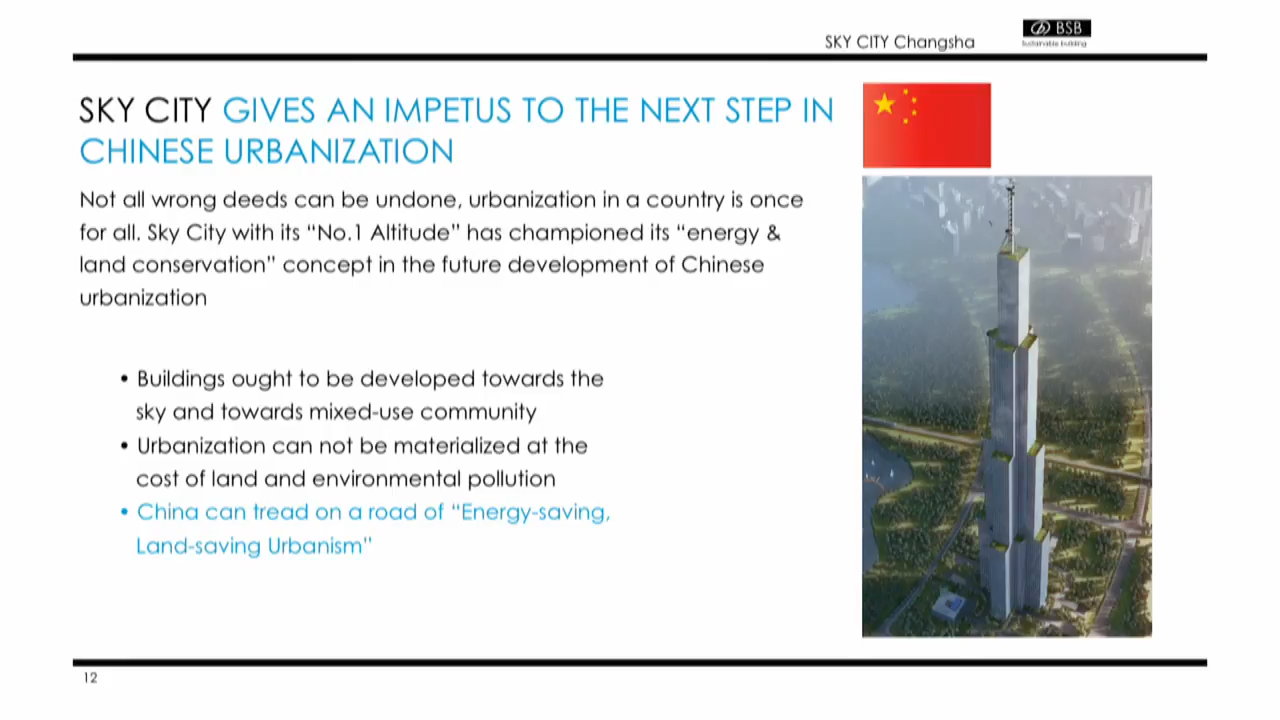 SKY CITY Changsha
BSB
Sustainable building
SKY CITY GIVES AN IMPETUS TO THE NEXT STEP IN
CHINESE URBANIZATION
Not all wrong deeds can be undone, urbanization in a country is once
for all. Sky City with its “No.1 Altitude” has championed its “energy &
land conservation” concept in the future development of Chinese
urbanization
• Buildings ought to be developed towards the
sky and towards mixed-use community
• Urbanization can not be materialized at the
cost of land and environmental pollution
• China can tread on a road of “Energy-saving,
Land-saving Urbanism”
12